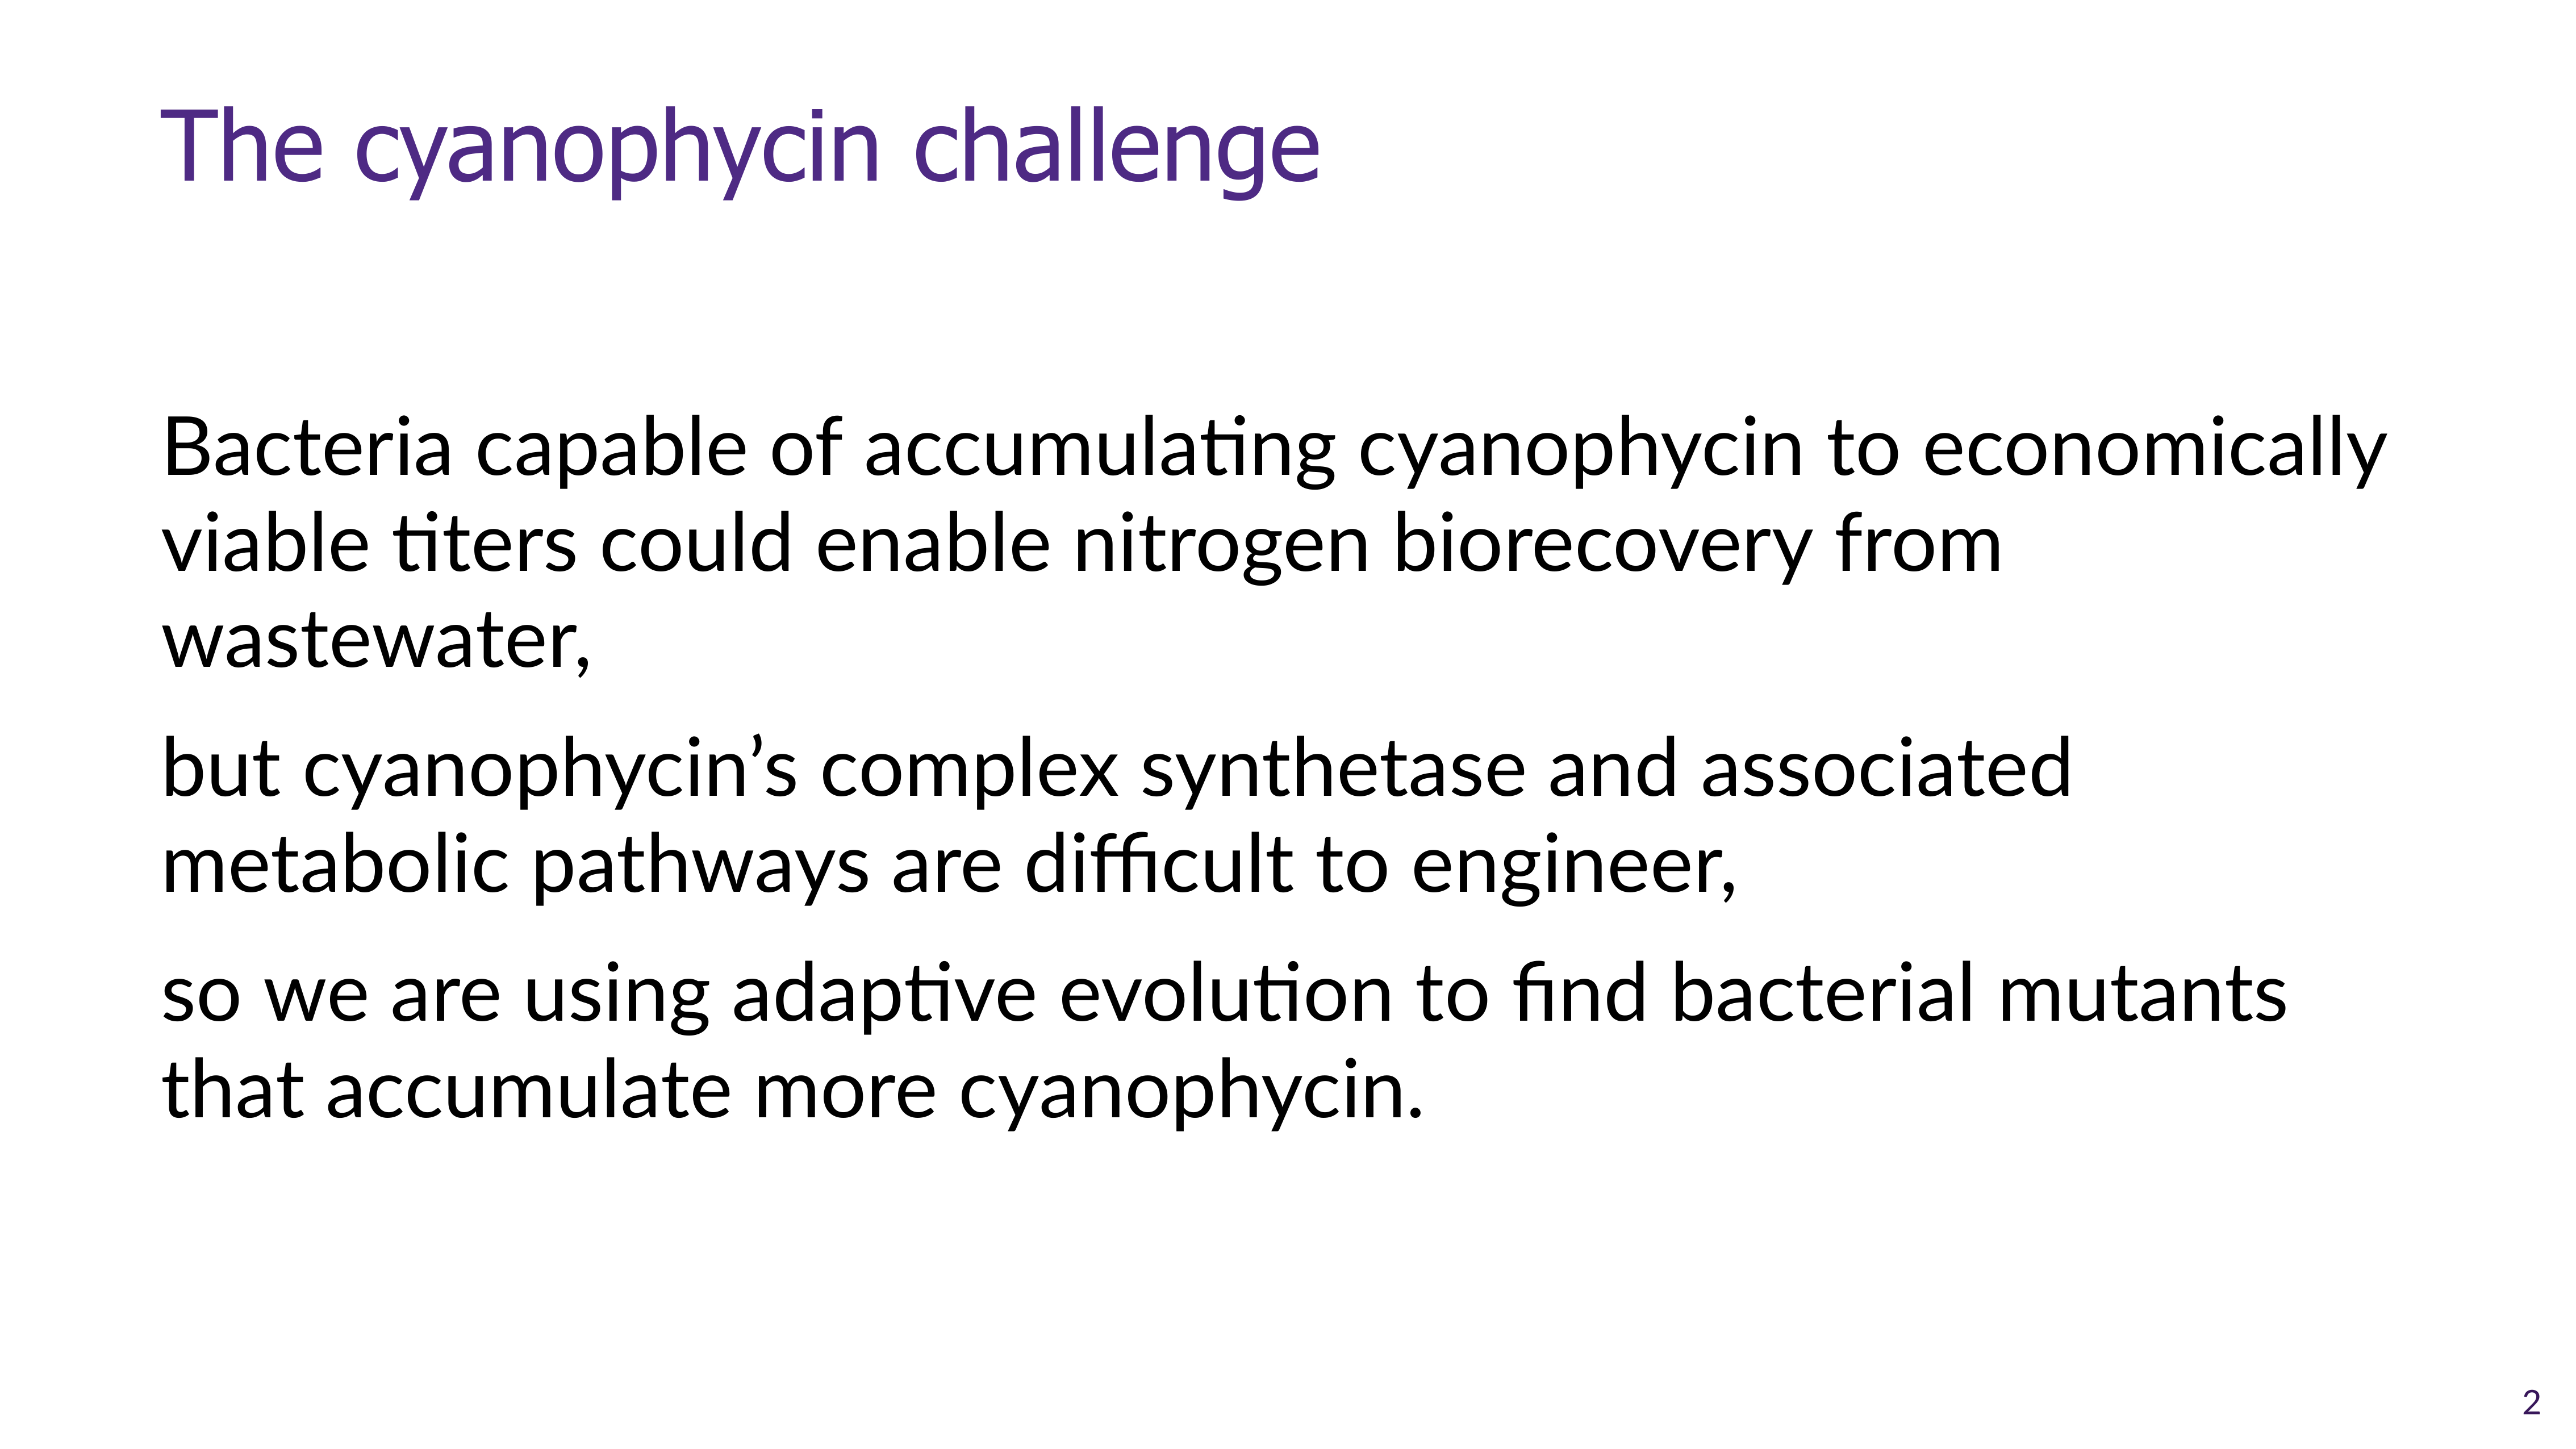 The cyanophycin challenge
Bacteria capable of accumulating cyanophycin to economically
viable titers could enable nitrogen biorecovery from
wastewater,
but cyanophycin’s complex synthetase and associated
metabolic pathways are difficult to engineer,
so we are using adaptive evolution to find bacterial mutants
that accumulate more cyanophycin.
2